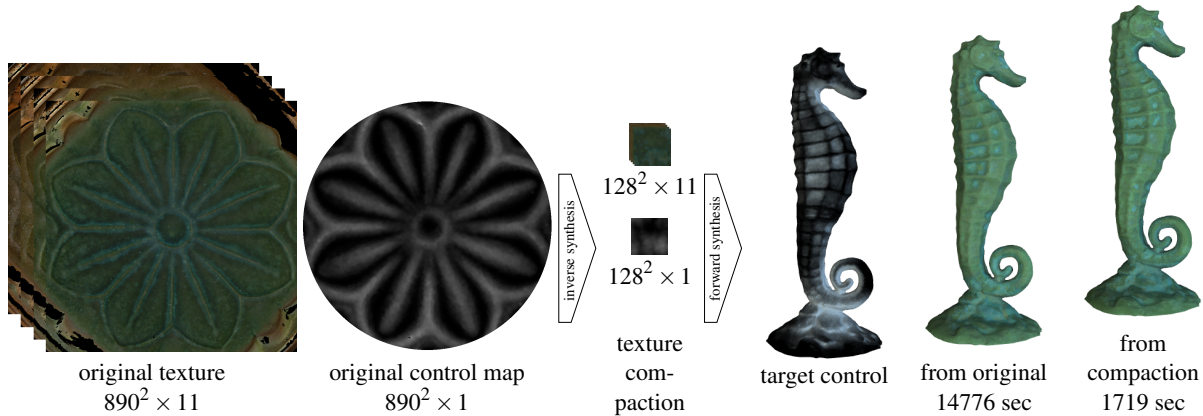 original texture
890² × 11
original control map
890² × 1
inverse synthesis
128² × 11
128² × 1
texture
com-
paction
forward synthesis
target control
from original
14776 sec
from
compaction
1719 sec